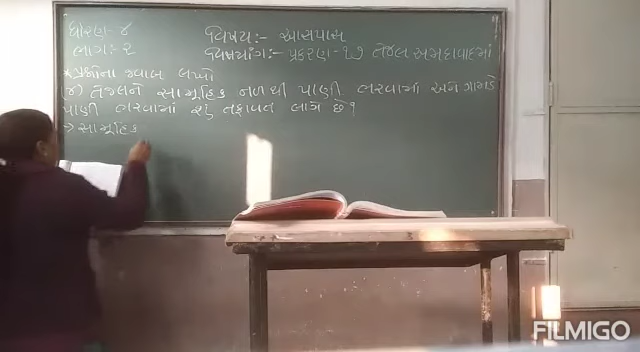 ધોરણ- ૪
વિષય:- આસપાસ
ભાગ:- ૨
વિષયાંગ:- પ્રકરણ-૧૭ તેજલ અમદાવાદમાં
* પ્રશ્નોના જવાબ લખો
(૪) તેજલને સામૂહિક નળથી પાણી ભરવામાં અને ગામડે
પાણી ભરવામાં શું તફાવત લાગે છે?
→ સામૂહિક
FILMIGO